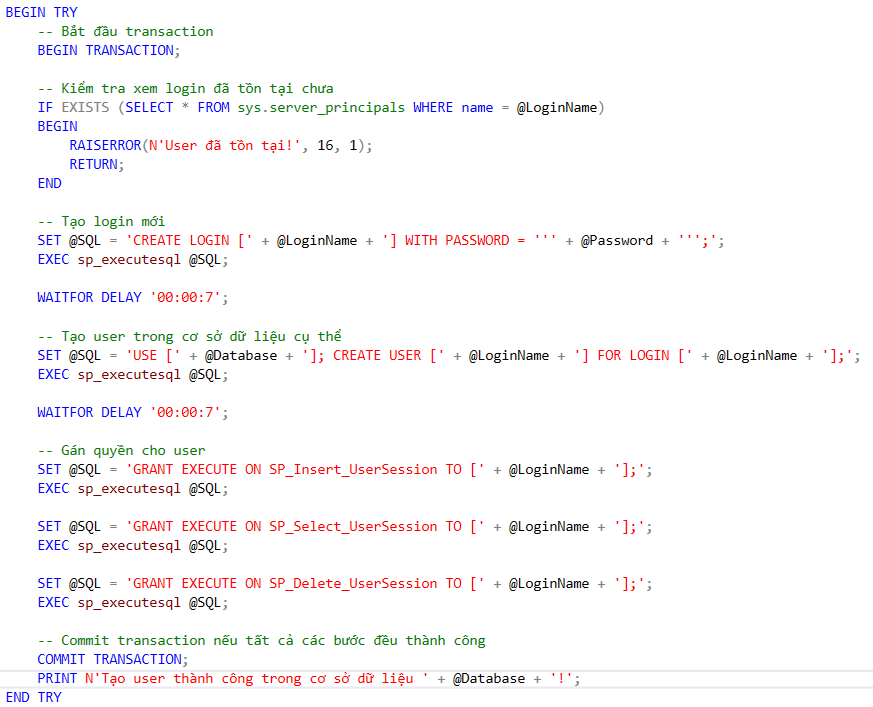 BEGIN TRY
-- Bắt đầu transaction
BEGIN TRANSACTION;
-- Kiểm tra xem login đã tồn tại chưa
IF EXISTS (SELECT * FROM sys.server_principals WHERE name = @LoginName)
BEGIN
RAISERROR(N'User đã tồn tại!', 16, 1);
RETURN;
END
-- Tạo login mới
SET @SQL = 'CREATE LOGIN [' + @LoginName + '] WITH PASSWORD = ''' + @Password + ''';';
EXEC sp_executesql @SQL;
WAITFOR DELAY '00:00:7';
-- Tạo user trong cơ sở dữ liệu cụ thể
SET @SQL = 'USE [' + @Database + ']; CREATE USER [' + @LoginName + '] FOR LOGIN [' + @LoginName + '];';
EXEC sp_executesql @SQL;
WAITFOR DELAY '00:00:7';
-- Gán quyền cho user
SET @SQL = 'GRANT EXECUTE ON SP_Insert_UserSession TO [' + @LoginName + '];';
EXEC sp_executesql @SQL;
SET @SQL = 'GRANT EXECUTE ON SP_Select_UserSession TO [' + @LoginName + '];';
EXEC sp_executesql @SQL;
SET @SQL = 'GRANT EXECUTE ON SP_Delete_UserSession TO [' + @LoginName + '];';
EXEC sp_executesql @SQL;
-- Commit transaction nếu tất cả các bước đều thành công
COMMIT TRANSACTION;
PRINT N'Tạo user thành công trong cơ sở dữ liệu ' + @Database + '!';
END TRY